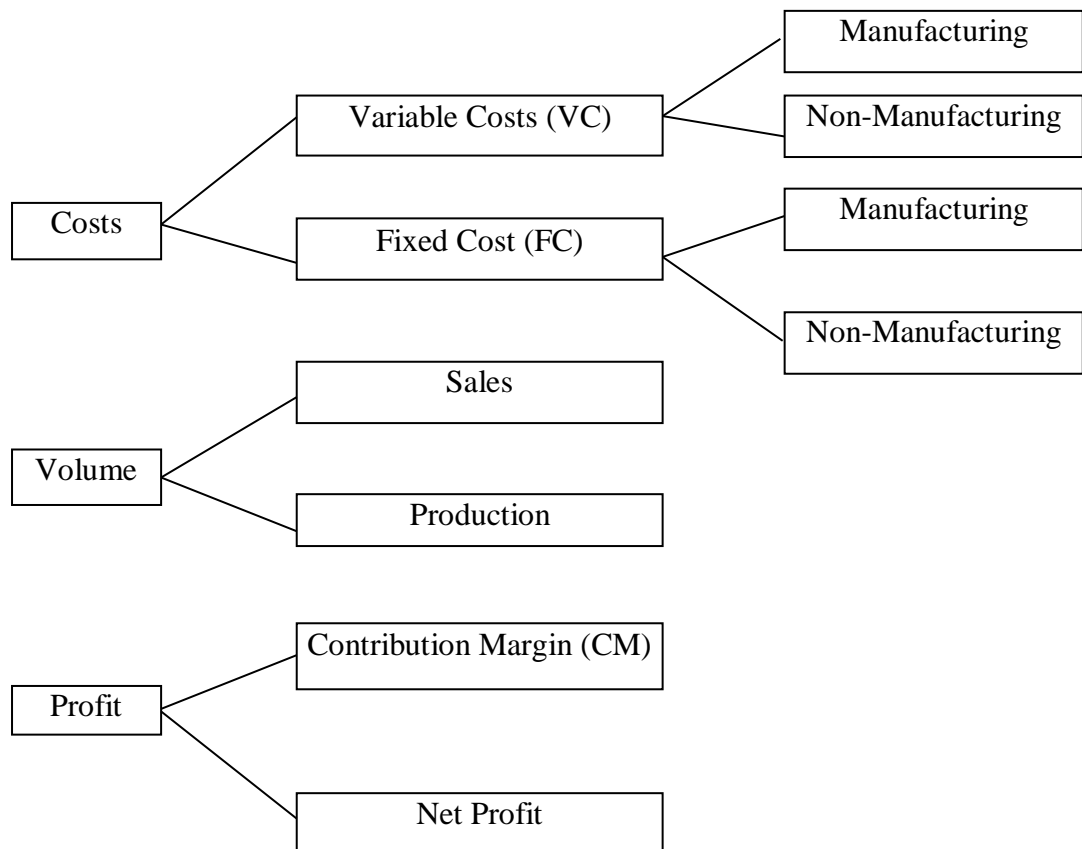 Manufacturing
Variable Costs (VC)
Non-Manufacturing
Costs
Manufacturing
Fixed Cost (FC)
Non-Manufacturing
Sales
Volume
Production
Contribution Margin (CM)
Profit
Net Profit